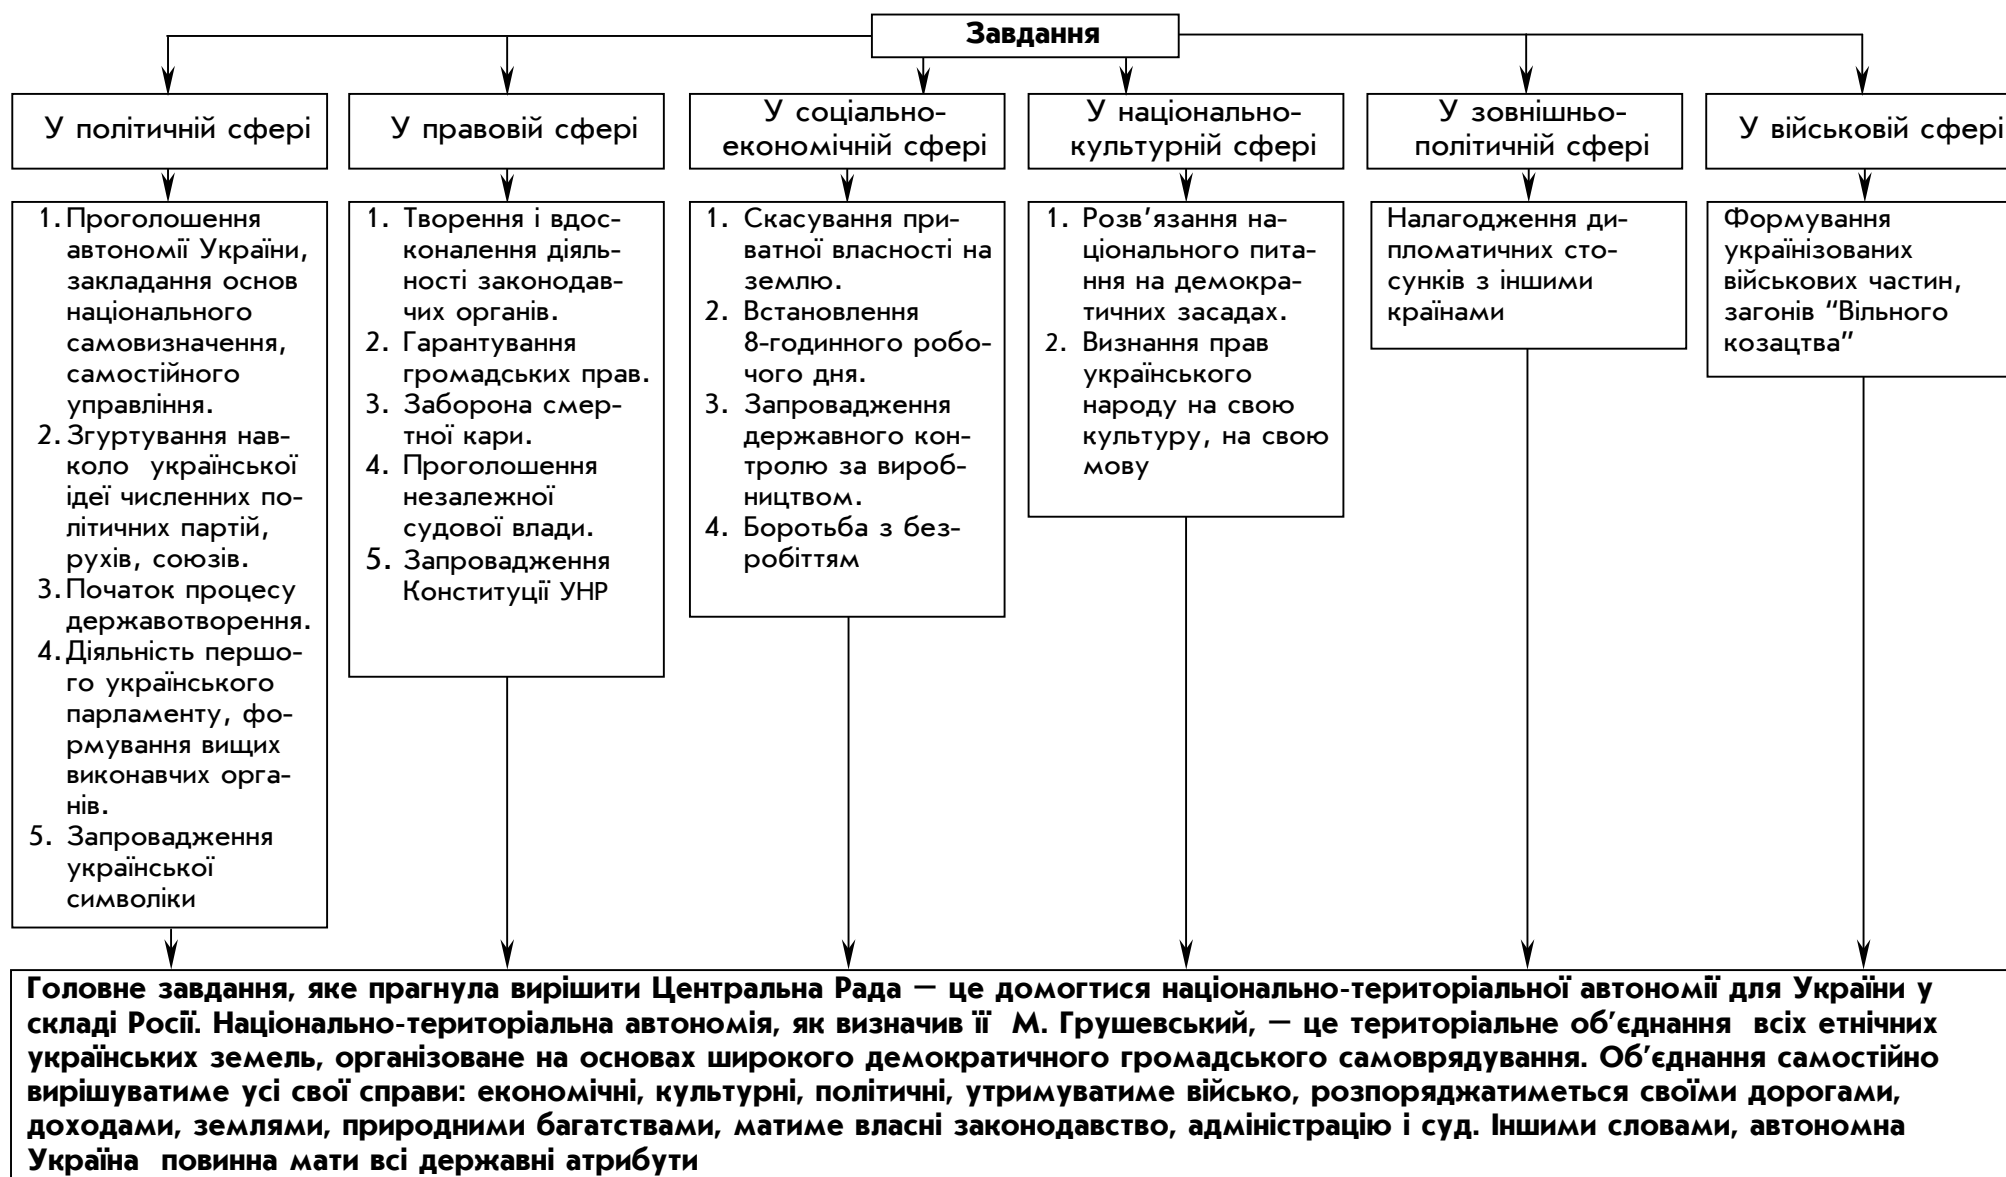 Завдання
У політичній сфері
У правовій сфері
У соціально-
економічній сфері
У національно-
культурній сфері
У зовнішньо-
політичній сфері
У військовій сфері
1. Проголошення
автономії України,
закладання основ
національного
самовизначення,
самостійного
управління.
2. Згуртування нав-
коло української
ідеї численних по-
літичних партій,
рухів, союзів.
3. Початок процесу
державотворення.
4. Діяльність першо-
го українського
парламенту, фо-
рмування вищих
виконавчих орга-
нів.
5. Запровадження
української
символіки
1. Творення і вдос-
коналення діяль-
ності законодав-
чих органів.
2. Гарантування
громадських прав.
3. Заборона смер-
тної кари.
4. Проголошення
незалежної
судової влади.
5. Запровадження
Конституції УНР
1. Скасування при-
ватної власності на
землю.
2. Встановлення
8-годинного робо-
чого дня.
3. Запровадження
державного кон-
тролю за вироб-
ництвом.
4. Боротьба з без-
робіттям
1. Розв’язання на-
ціонального пита-
ння на демокра-
тичних засадах.
2. Визнання прав
українського
народу на свою
культуру, на свою
мову
Налагодження ди-
пломатичних сто-
сунків з іншими
країнами
Формування
українізованих
військових частин,
загонів “Вільного
козацтва”
Головне завдання, яке прагнула вирішити Центральна Рада — це домогтися національно-територіальної автономії для України у
складі Росії. Національно-територіальна автономія, як визначив її М. Грушевський, — це територіальне об’єднання всіх етнічних
українських земель, організоване на основах широкого демократичного громадського самоврядування. Об’єднання самостійно
вирішуватиме усі свої справи: економічні, культурні, політичні, утримуватиме військо, розпоряджатиметься своїми дорогами,
доходами, землями, природними багатствами, матиме власні законодавство, адміністрацію і суд. Іншими словами, автономна
Україна повинна мати всі державні атрибути